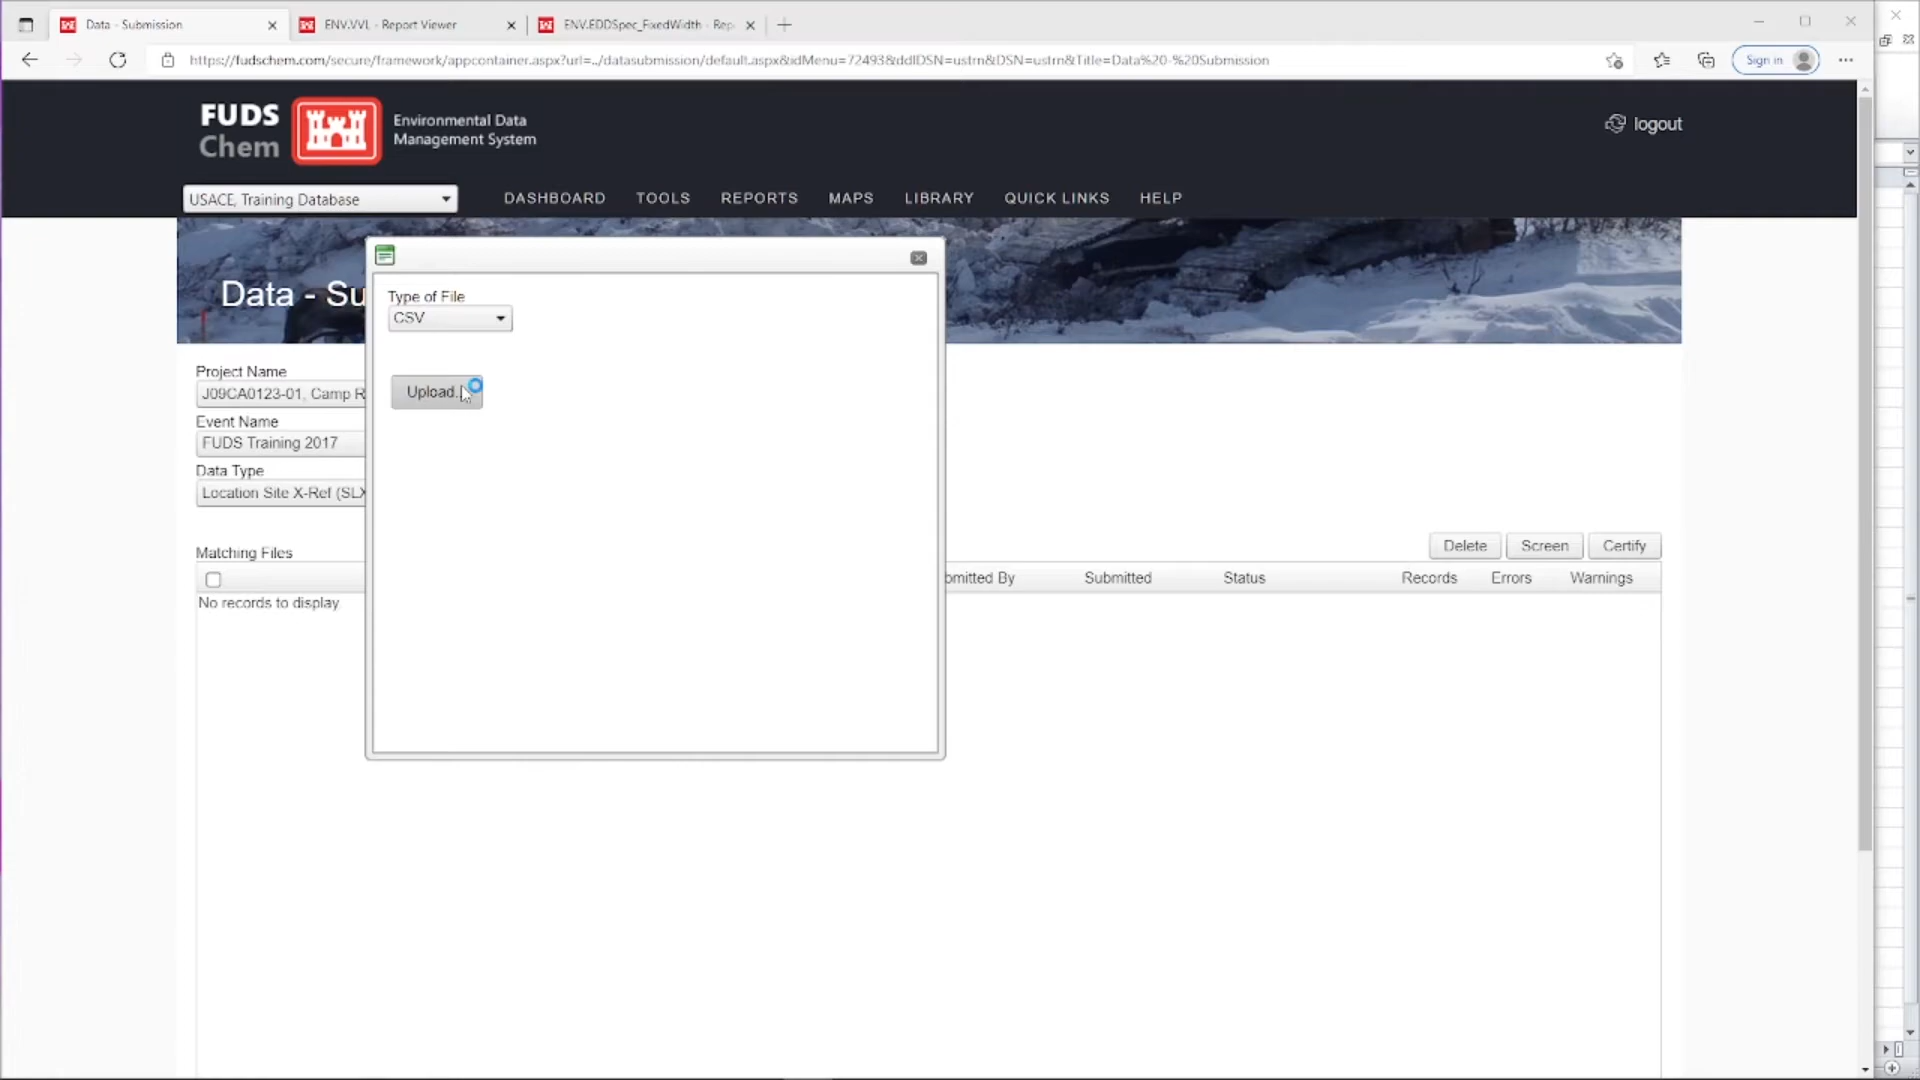 Data - Submission
ENV.VVL - Report Viewer
ENV.EDDSpec_FixedWidth - Rep
https://fudschem.com/secure/framework/appcontainer.aspx?url=../datasubmission/default.aspx&idMenu=72493&ddlDSN=ustrn&DSN=ustrn&Title=Data%20-%20Submission
Sign in
FUDS
Chem
Environmental Data
Management System
logout
USACE, Training Database
DASHBOARD
TOOLS
REPORTS
MAPS
LIBRARY
QUICK LINKS
HELP
Data - Su
Type of File
CSV
Upload..
Project Name
J09CA0123-01, Camp R
Event Name
FUDS Training 2017
Data Type
Location Site X-Ref (SLX
Matching Files
Delete
Screen
Certify
bmitted By
Submitted
Status
Records
Errors
Warnings
No records to display